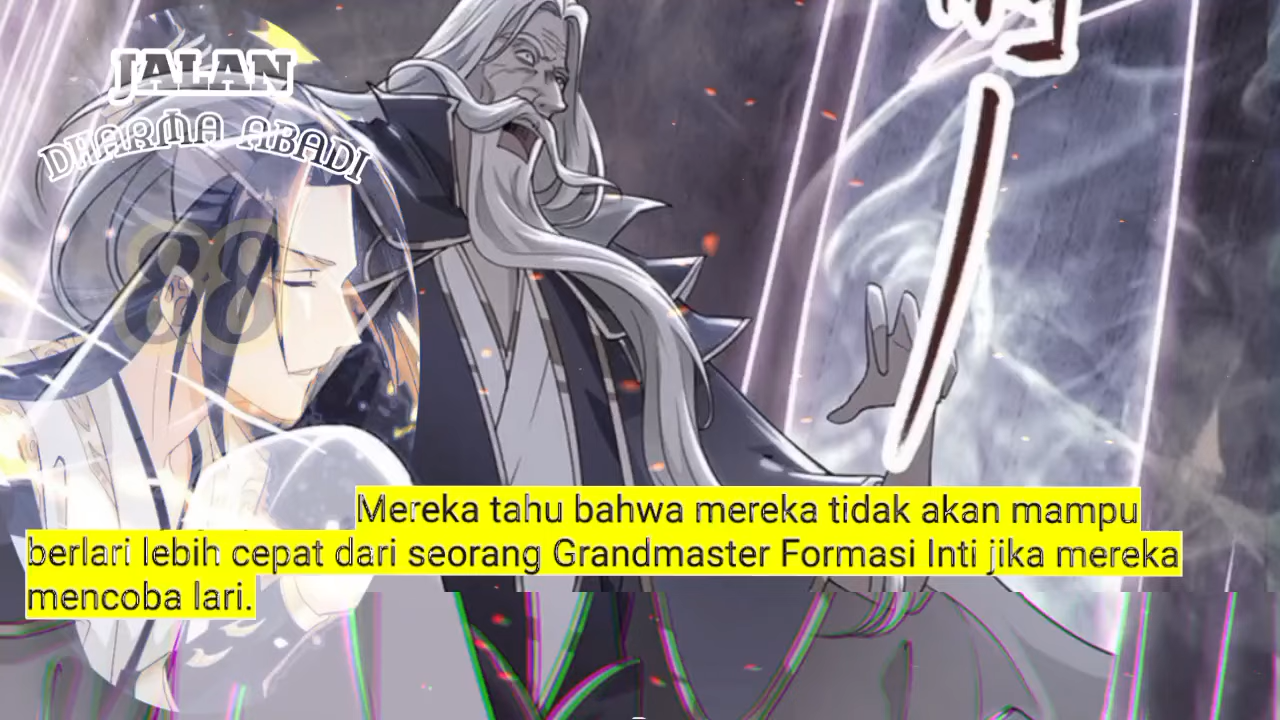 JALAN
DHARMA ABADI
88
Mereka tahu bahwa mereka tidak akan mampu
berlari lebih cepat dari seorang Grandmaster Formasi Inti jika mereka
mencoba lari.